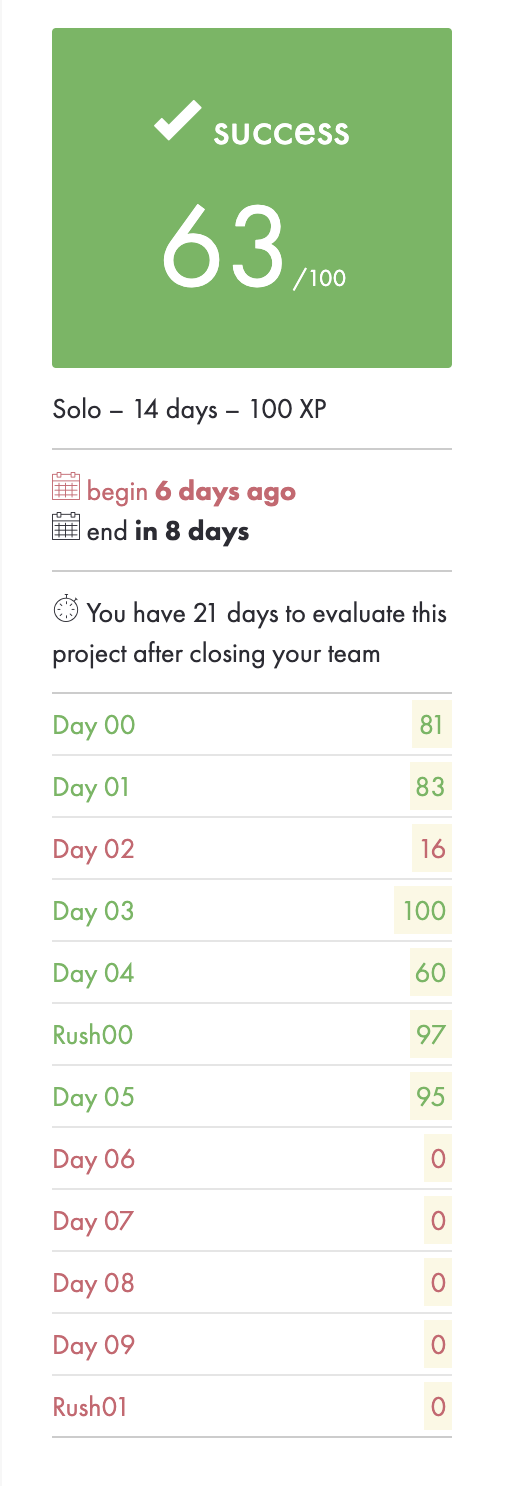 success
63 /100
Solo – 14 days – 100 XP
begin 6 days ago
end in 8 days
You have 21 days to evaluate this
project after closing your team
Day 00 81
Day 01 83
Day 02 16
Day 03 100
Day 04 60
Rush00 97
Day 05 95
Day 06 0
Day 07 0
Day 08 0
Day 09 0
Rush01 0